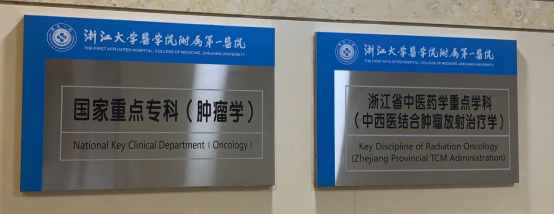 浙江大学醫学院附属第一醫院
THE FIRST AFFILIATED HOSPITAL, COLLEGE OF MEDICINE, ZHEJIANG UNIVERSITY
国家重点专科（肿瘤学）
National Key Clinical Department (Oncology)
浙江大学醫学院附属第一醫院
THE FIRST AFFILIATED HOSPITAL, COLLEGE OF MEDICINE, ZHEJIANG UNIVERSITY
浙江省中医药学重点学科
（中西医结合肿瘤放射治疗学）
Key Discipline of Radiation Oncology
(Zhejiang Provincial TCM Administration)